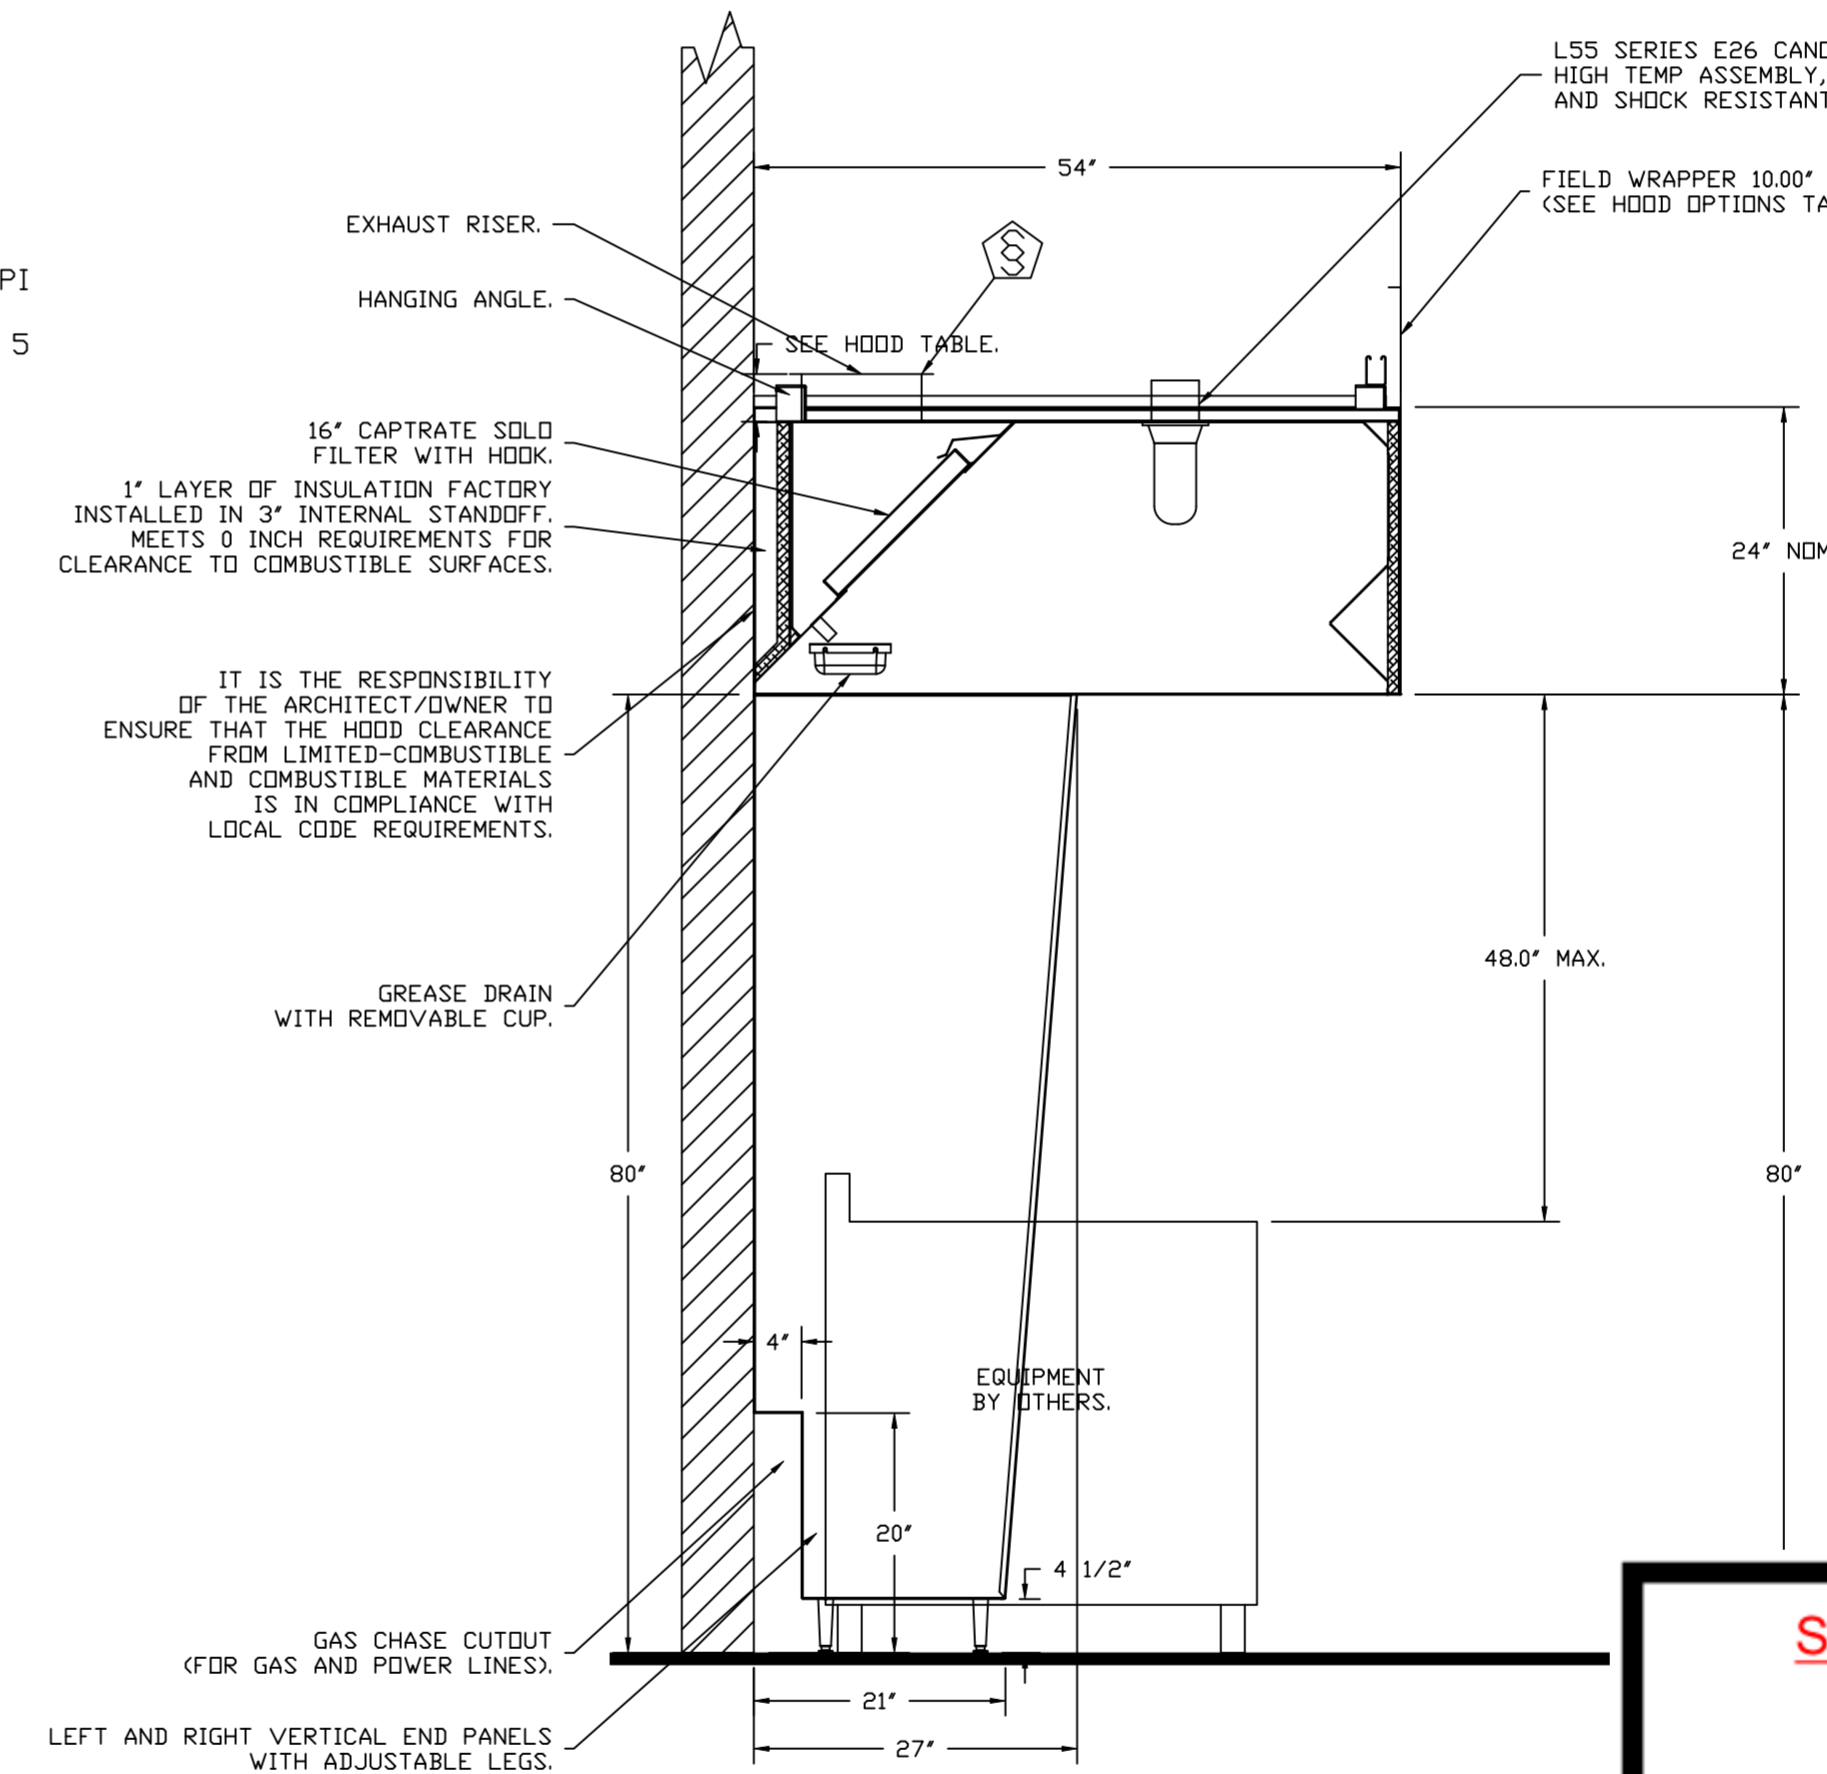 L55 SERIES E26
HIGH TEMP ASSEMBLY,
AND SHOCK RESISTANT
54"
FIELD WRAPPER 10.00"
(SEE HOOD OPTIONS
EXHAUST RISER.
PI
HANGING ANGLE.
5
SEE HOOD TABLE.
16" CAPTRATE SOLO
FILTER WITH HOOK.
1" LAYER OF INSULATION FACTORY
INSTALLED IN 3" INTERNAL STANDOFF.
MEETS 0 INCH REQUIREMENTS FOR
CLEARANCE TO COMBUSTIBLE SURFACES.
24" NOM
IT IS THE RESPONSIBILITY
OF THE ARCHITECT/OWNER TO
ENSURE THAT THE HOOD CLEARANCE
FROM LIMITED-COMBUSTIBLE
AND COMBUSTIBLE MATERIALS
IS IN COMPLIANCE WITH
LOCAL CODE REQUIREMENTS.
48.0" MAX.
GREASE DRAIN
WITH REMOVABLE CUP.
80"
80"
4"
EQUIPMENT
BY OTHERS.
20"
4 1/2"
GAS CHASE CUTOUT
(FOR GAS AND POWER LINES).
S
21"
LEFT AND RIGHT VERTICAL END PANELS
WITH ADJUSTABLE LEGS.
27"